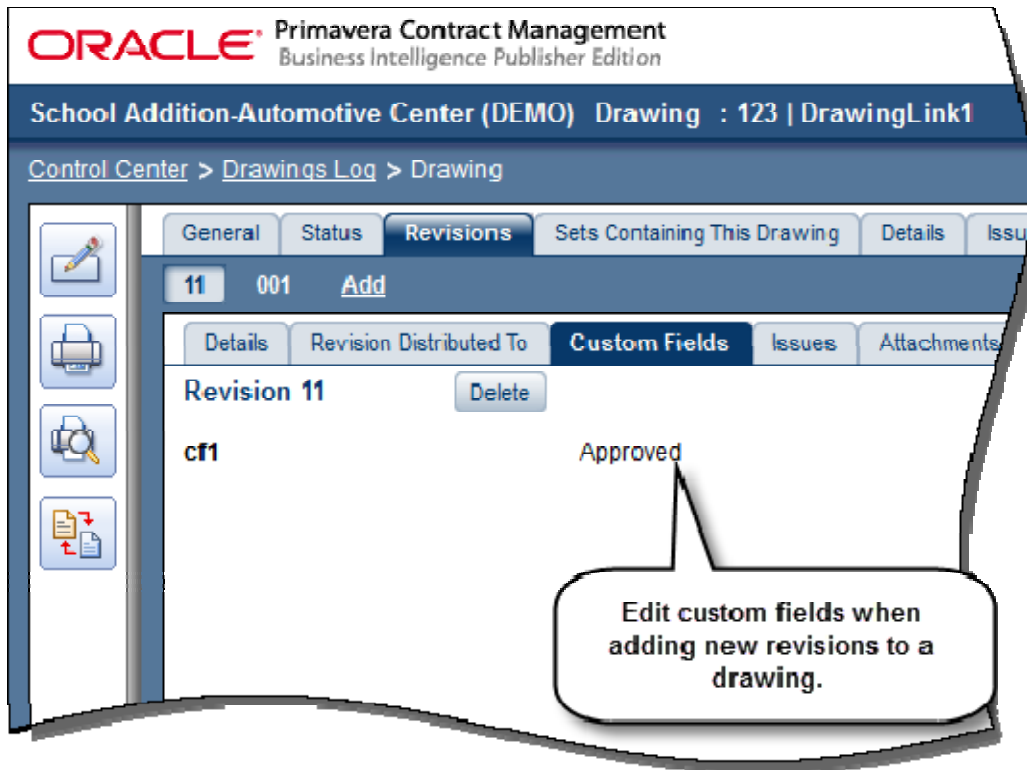 ORACLE® Primavera Contract Management
Business Intelligence Publisher Edition
School Addition-Automotive Center (DEMO) Drawing : 123 | DrawingLink1
Control Center > Drawings Log > Drawing
General Status Revisions Sets Containing This Drawing Details Issu
11 001 Add
Details Revision Distributed To Custom Fields Issues Attachments
Revision 11 Delete
cf1 Approved
Edit custom fields when
adding new revisions to a
drawing.